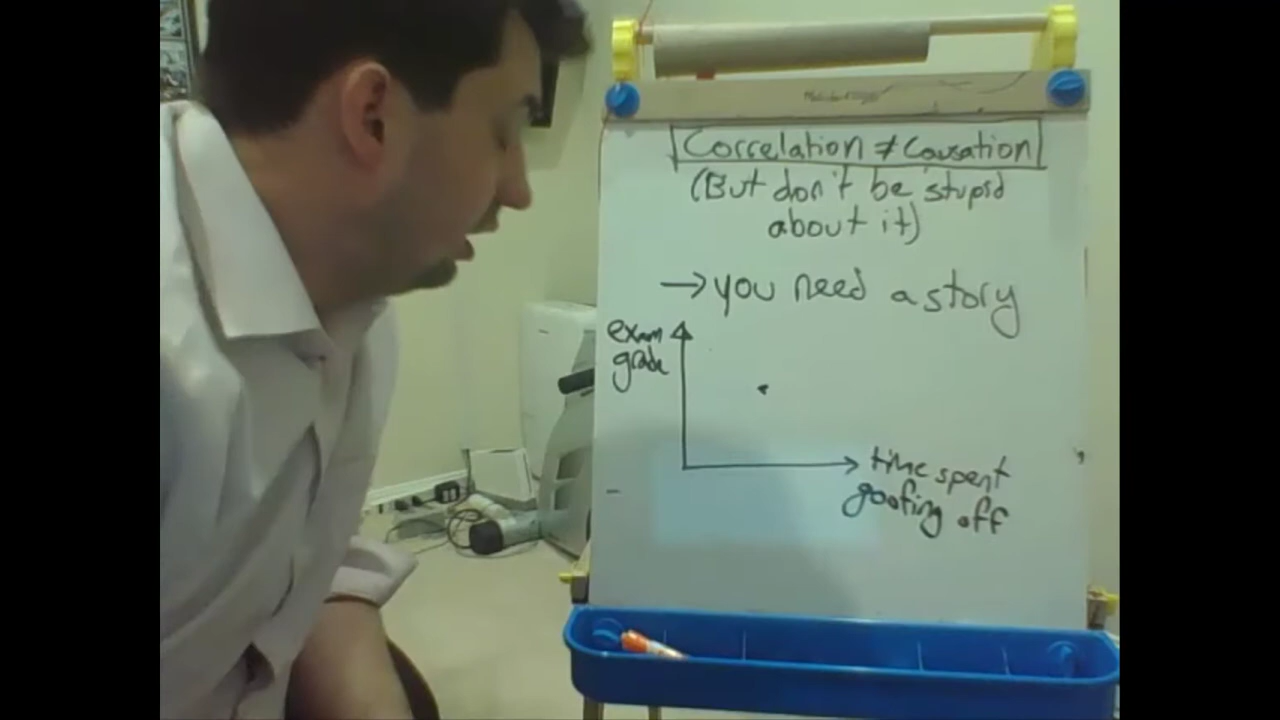 Correlation ≠ Causation
(But don't be stupid
about it)
→ you need a story
exam
grade
time spent
goofing off